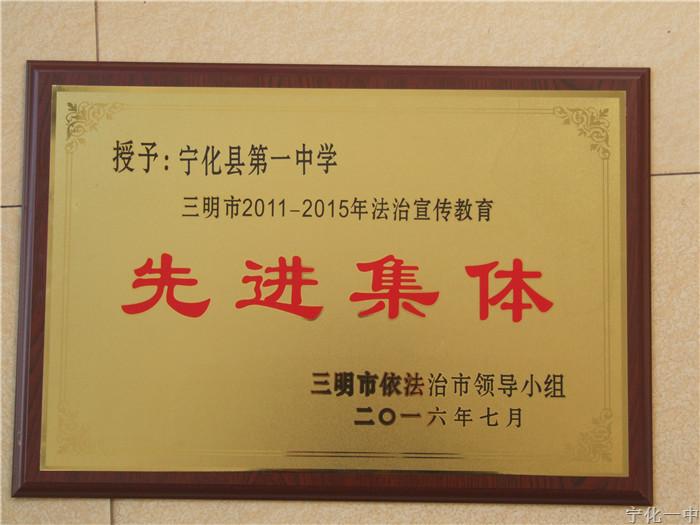 授予：宁化县第一中学
三明市2011-2015年法治宣传教育
先进集体
三明市依法治市领导小组
二〇一六年七月
宁化一中